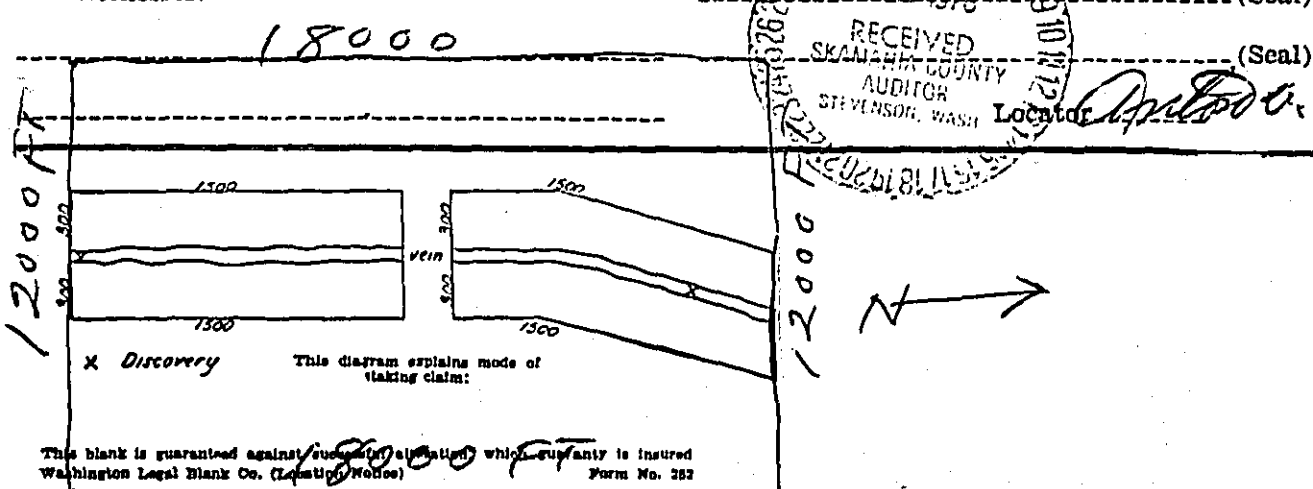 (Seal)
18000
(Seal)
RECEIVED
SKAMANIA COUNTY
AUDITOR
STEVENSON, WASH
Locator
12000 FT
1500
1500
300
300
vein
300
300
1500
1500
12000 FT
N
x Discovery
This diagram explains mode of
staking claim:
18000 FT
This blank is guaranteed against successful alteration which guaranty is insured
Washington Legal Blank Co. (Location Notice)
Form No. 282